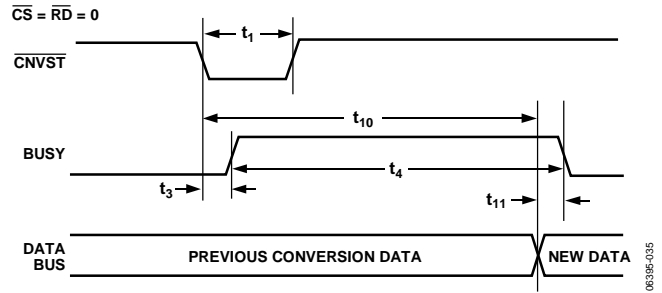 CS = RD = 0
t1
CNVST
t10
BUSY
t4
t3
t11
DATA
BUS
PREVIOUS CONVERSION DATA
NEW DATA
06395-035